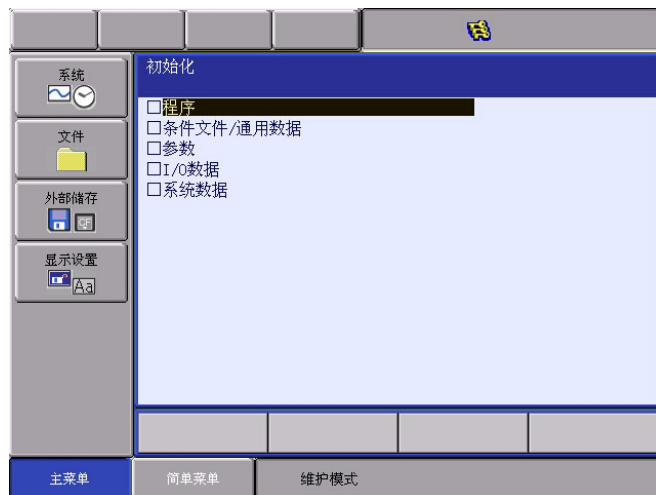 系统
文件
外部储存
CF
显示设置
Aa
初始化
□程序
□条件文件/通用数据
□参数
□I/O数据
□系统数据
主菜单
简单菜单
维护模式